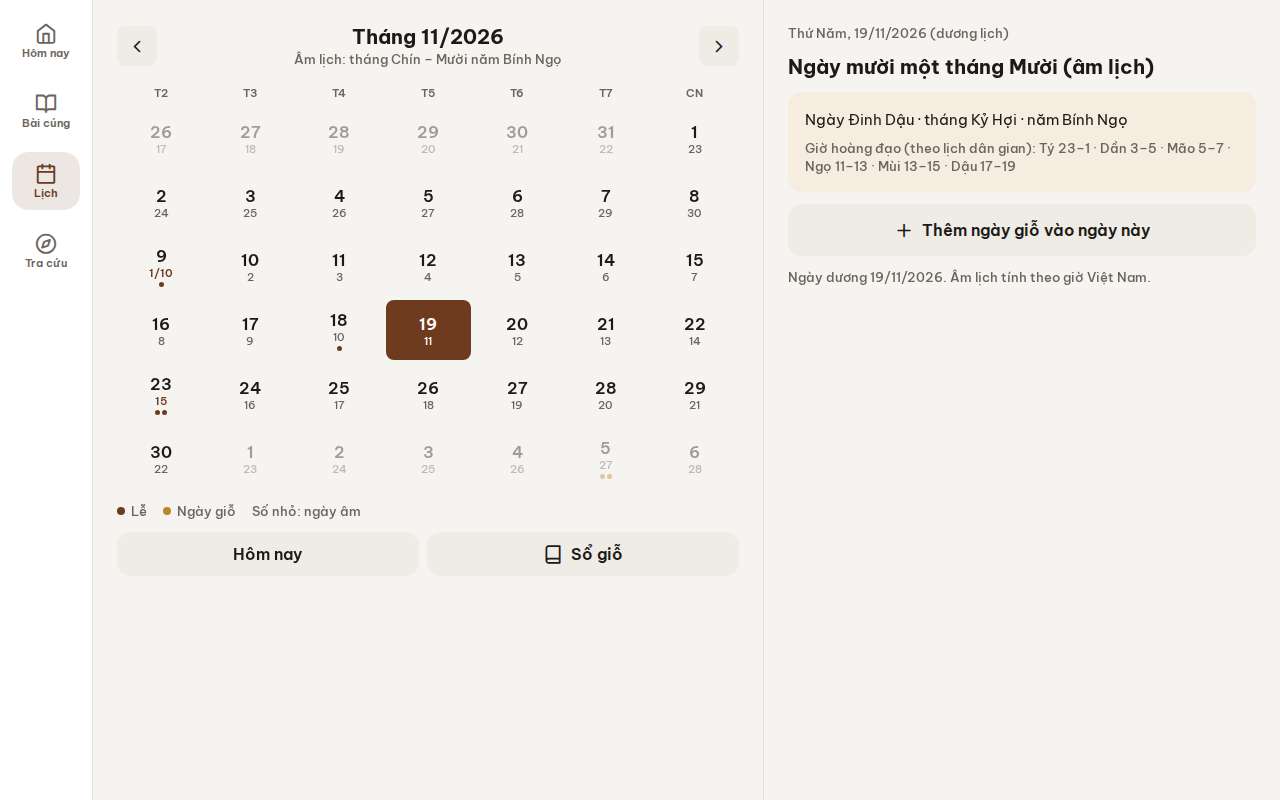 Hôm nay
Bài cúng
Lịch
Tra cứu
Tháng 11/2026
Âm lịch: tháng Chín – Mười năm Bính Ngọ
T2 T3 T4 T5 T6 T7 CN
26 27 28 29 30 31 1
17 18 19 20 21 22 23
2 3 4 5 6 7 8
24 25 26 27 28 29 30
9 10 11 12 13 14 15
1/10 2 3 4 5 6 7
16 17 18 19 20 21 22
8 9 10 11 12 13 14
23 24 25 26 27 28 29
15 16 17 18 19 20 21
30 1 2 3 4 5 6
22 23 24 25 26 27 28
Lễ Ngày giỗ Số nhỏ: ngày âm
Hôm nay Sổ giỗ
Thứ Năm, 19/11/2026 (dương lịch)
Ngày mười một tháng Mười (âm lịch)
Ngày Đinh Dậu · tháng Kỷ Hợi · năm Bính Ngọ
Giờ hoàng đạo (theo lịch dân gian): Tý 23–1 · Dần 3–5 · Mão 5–7 ·
Ngọ 11–13 · Mùi 13–15 · Dậu 17–19
Thêm ngày giỗ vào ngày này
Ngày dương 19/11/2026. Âm lịch tính theo giờ Việt Nam.